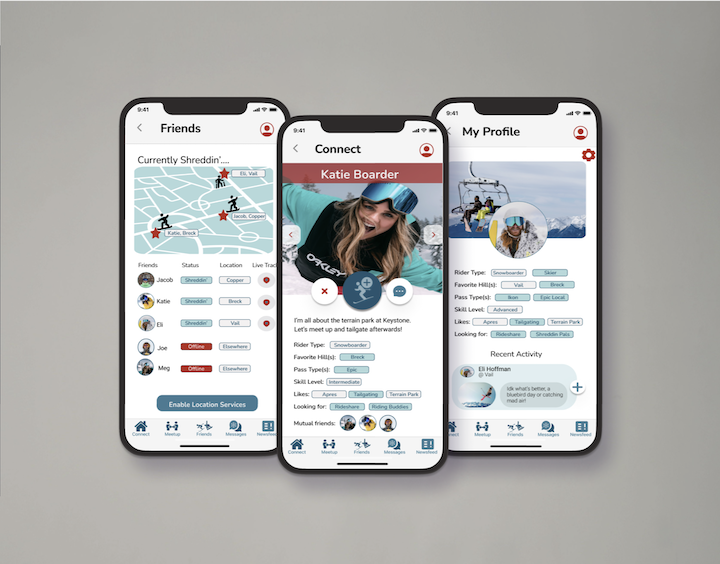 9:41
Friends
Currently Shreddin'....
Eli, Vail
Jacob, Copper
Katie, Breck
Friends Status Location Live Track
Jacob Shreddin' Copper
Katie Shreddin' Breck
Eli Shreddin' Vail
Joe Offline Elsewhere
Meg Offline Elsewhere
Enable Location Services
Connect Meetup Friends Messages Newsfeed
9:41
Connect
Katie Boarder
OAKLEY
I'm all about the terrain park at Keystone.
Let's meet up and tailgate afterwards!
Rider Type: Snowboarder
Favorite Hill(s): Breck
Pass Type(s): Epic
Skill Level: Intermediate
Likes: Apres Tailgating Terrain Park
Looking for: Rideshare Riding Buddies
Mutual friends:
Connect Meetup Friends Messages Newsfeed
9:41
My Profile
Rider Type: Snowboarder Skier
Favorite Hill(s): Vail Breck
Pass Type(s): Ikon Epic Local
Skill Level: Advanced
Likes: Apres Tailgating Terrain Park
Looking for: Rideshare Shreddin Pals
Recent Activity
Eli Hoffman
@ Vail
Idk what's better, a
bluebird day or catching
mad air!
Connect Meetup Friends Messages Newsfeed